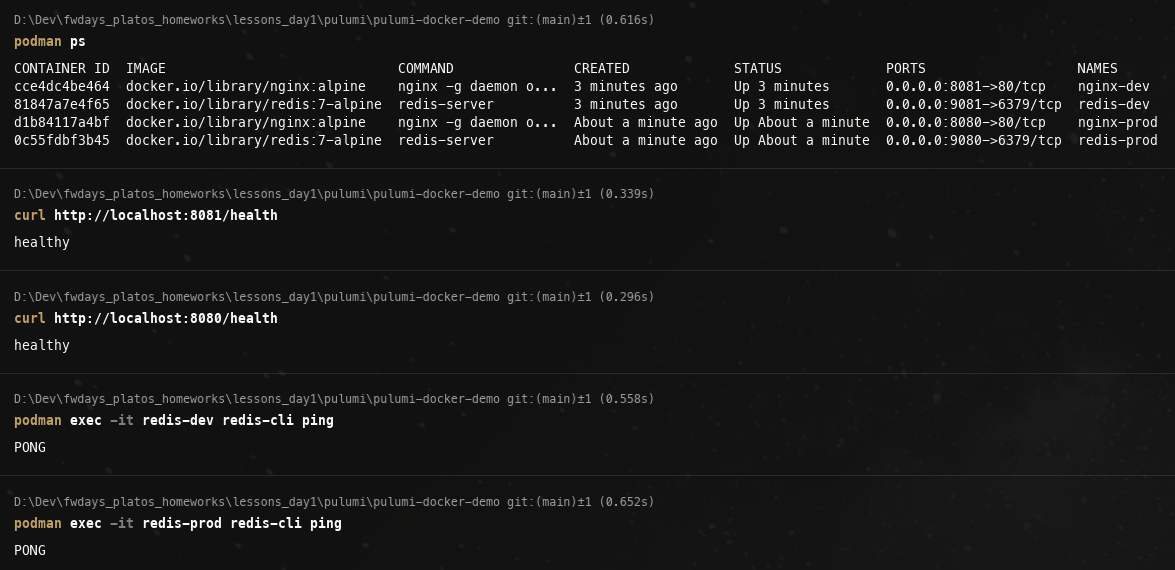 D:\Dev\fwdays_platos_homeworks\lessons_day1\pulumi\pulumi-docker-demo git:(main)±1 (0.616s)
podman ps
CONTAINER ID  IMAGE                           COMMAND               CREATED             STATUS            PORTS                   NAMES
cce4dc4be464  docker.io/library/nginx:alpine    nginx -g daemon o...  3 minutes ago       Up 3 minutes      0.0.0.0:8081->80/tcp    nginx-dev
81847a7e4f65  docker.io/library/redis:7-alpine  redis-server          3 minutes ago       Up 3 minutes      0.0.0.0:9081->6379/tcp  redis-dev
d1b84117a4bf  docker.io/library/nginx:alpine    nginx -g daemon o...  About a minute ago  Up About a minute  0.0.0.0:8080->80/tcp    nginx-prod
0c55fdbf3b45  docker.io/library/redis:7-alpine  redis-server          About a minute ago  Up About a minute  0.0.0.0:9080->6379/tcp  redis-prod
D:\Dev\fwdays_platos_homeworks\lessons_day1\pulumi\pulumi-docker-demo git:(main)±1 (0.339s)
curl http://localhost:8081/health
healthy
D:\Dev\fwdays_platos_homeworks\lessons_day1\pulumi\pulumi-docker-demo git:(main)±1 (0.296s)
curl http://localhost:8080/health
healthy
D:\Dev\fwdays_platos_homeworks\lessons_day1\pulumi\pulumi-docker-demo git:(main)±1 (0.558s)
podman exec -it redis-dev redis-cli ping
PONG
D:\Dev\fwdays_platos_homeworks\lessons_day1\pulumi\pulumi-docker-demo git:(main)±1 (0.652s)
podman exec -it redis-prod redis-cli ping
PONG